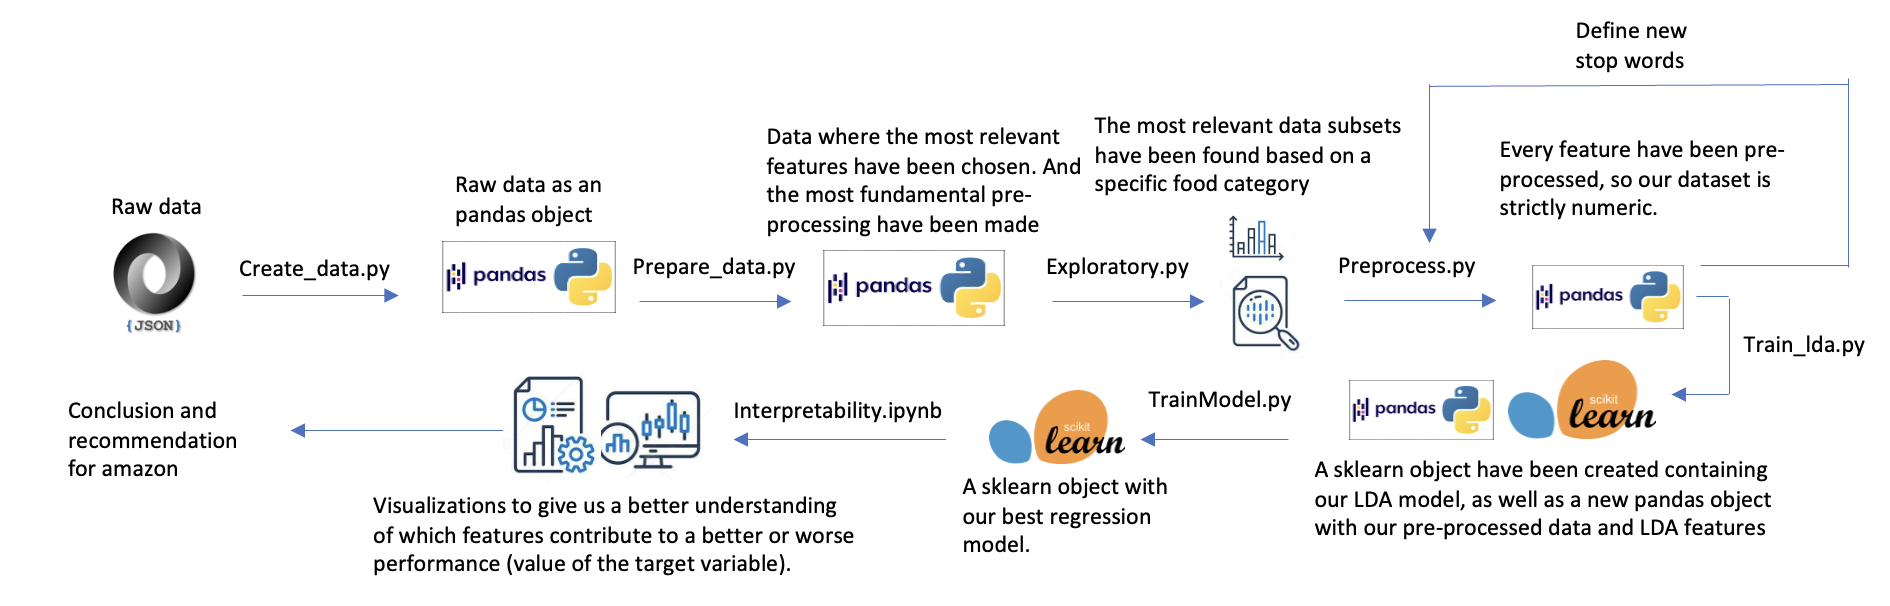 Define new
stop words
Data where the most relevant
features have been chosen. And
the most fundamental pre-
processing have been made
The most relevant data subsets
have been found based on a
specific food category
Every feature have been pre-
processed, so our dataset is
strictly numeric.
Raw data
Raw data as an
pandas object
{JSON}
Create_data.py
pandas
Prepare_data.py
pandas
Exploratory.py
Preprocess.py
pandas
Train_lda.py
pandas
scikit
learn
A sklearn object have been created containing
our LDA model, as well as a new pandas object
with our pre-processed data and LDA features
TrainModel.py
scikit
learn
A sklearn object with
our best regression
model.
Interpretability.ipynb
Visualizations to give us a better understanding
of which features contribute to a better or worse
performance (value of the target variable).
Conclusion and
recommendation
for amazon